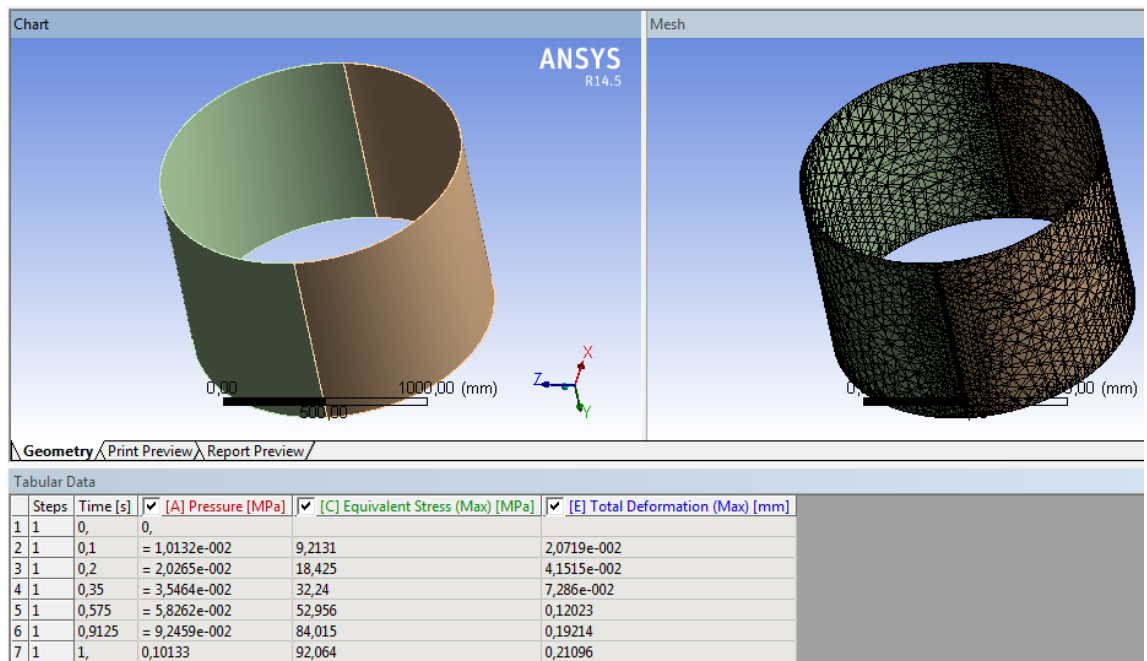 Chart
Mesh
ANSYS
R14.5
X
Z
Y
0,00 1000,00 (mm)
500,00
Geometry Print Preview Report Preview
Tabular Data
Steps Time [s] [A] Pressure [MPa] [C] Equivalent Stress (Max) [MPa] [E] Total Deformation (Max) [mm]
1 1 0, 0,
2 1 0,1 = 1,0132e-002 9,2131 2,0719e-002
3 1 0,2 = 2,0265e-002 18,425 4,1515e-002
4 1 0,35 = 3,5464e-002 32,24 7,286e-002
5 1 0,575 = 5,8262e-002 52,956 0,12023
6 1 0,9125 = 9,2459e-002 84,015 0,19214
7 1 1, 0,10133 92,064 0,21096